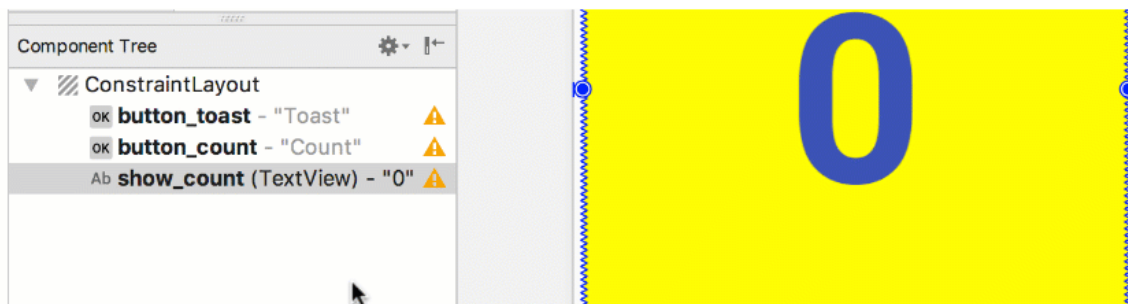 Component Tree
ConstraintLayout
OK button_toast - "Toast"
OK button_count - "Count"
Ab show_count (TextView) - "0"
0